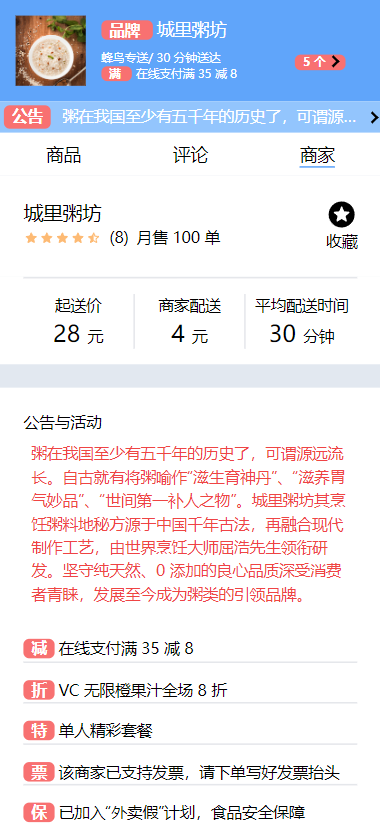 品牌 城里粥坊
蜂鸟专送/ 30 分钟送达
满 在线支付满 35 减 8
5 个
公告 粥在我国至少有五千年的历史了，可谓源...
商品 评论 商家
城里粥坊
(8) 月售 100 单
收藏
起送价 商家配送 平均配送时间
28 元 4 元 30 分钟
公告与活动
粥在我国至少有五千年的历史了，可谓源远流
长。自古就有将粥喻作“滋生育神丹”、“滋养胃
气妙品”、“世间第一补人之物”。城里粥坊其烹
饪粥料地秘方源于中国千年古法，再融合现代
制作工艺，由世界烹饪大师屈浩先生领衔研
发。坚守纯天然、0 添加的良心品质深受消费
者青睐，发展至今成为粥类的引领品牌。
减 在线支付满 35 减 8
折 VC 无限橙果汁全场 8 折
特 单人精彩套餐
票 该商家已支持发票，请下单写好发票抬头
保 已加入“外卖假”计划，食品安全保障